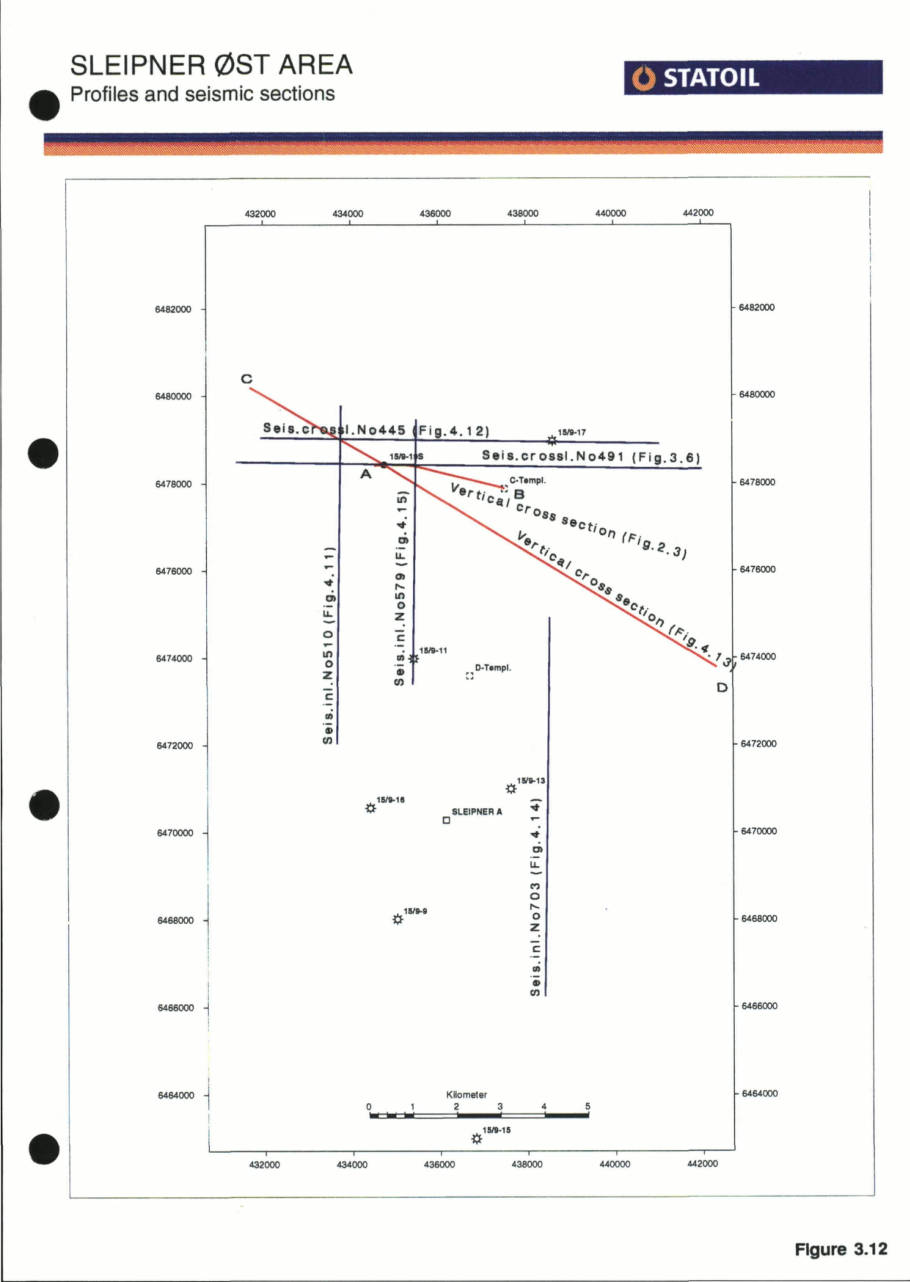 SLEIPNER ØST AREA
Profiles and seismic sections
STATOIL
432000 434000 436000 438000 440000 442000
6482000 6482000
C
6480000 6480000
Seis.crossl.No445 (Fig.4.12)
15/9-17
15/9-19S
Seis.crossl.No491 (Fig.3.6)
A
6478000 6478000
C-Templ.
B
Vertical cross section (Fig.2.3)
Vertical cross section (Fig.4.13)
Seis.inl.No510 (Fig.4.11)
Seis.inl.No579 (Fig.4.15)
6476000 6476000
6474000 6474000
15/9-11
D-Templ.
D
6472000 6472000
15/9-13
15/9-16
SLEIPNER A
Seis.inl.No703 (Fig.4.14)
6470000 6470000
15/9-9
6468000 6468000
6466000 6466000
6464000 6464000
Kilometer
0 1 2 3 4 5
15/9-15
432000 434000 436000 438000 440000 442000
Figure 3.12